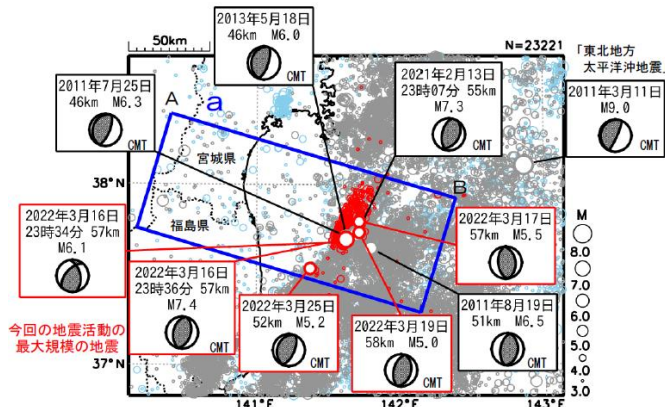 50km
N=23221
「東北地方
太平洋沖地震」
2013年5月18日
46km M6.0
CMT
2011年7月25日
46km M6.3
CMT
2021年2月13日
23時07分 55km
M7.3
CMT
2011年3月11日
M9.0
CMT
A
a
宮城県
38°N
B
福島県
2022年3月16日
23時34分 57km
M6.1
2022年3月17日
57km M5.5
M
8.0
7.0
6.0
5.0
4.0
3.0
2022年3月16日
23時36分 57km
M7.4
CMT
今回の地震活動の
最大規模の地震
2022年3月25日
52km M5.2
CMT
2022年3月19日
58km M5.0
CMT
2011年8月19日
51km M6.5
CMT
37°N
141°E
142°E
143°E